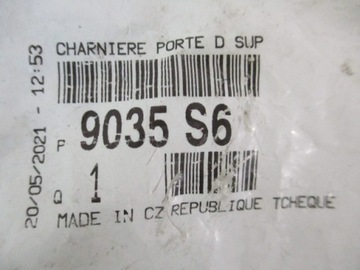 CHARNIERE PORTE D SUP
P 9035 S6
Q 1
MADE IN CZ REPUBLIQUE TCHEQUE
20/05/2021 - 12:53